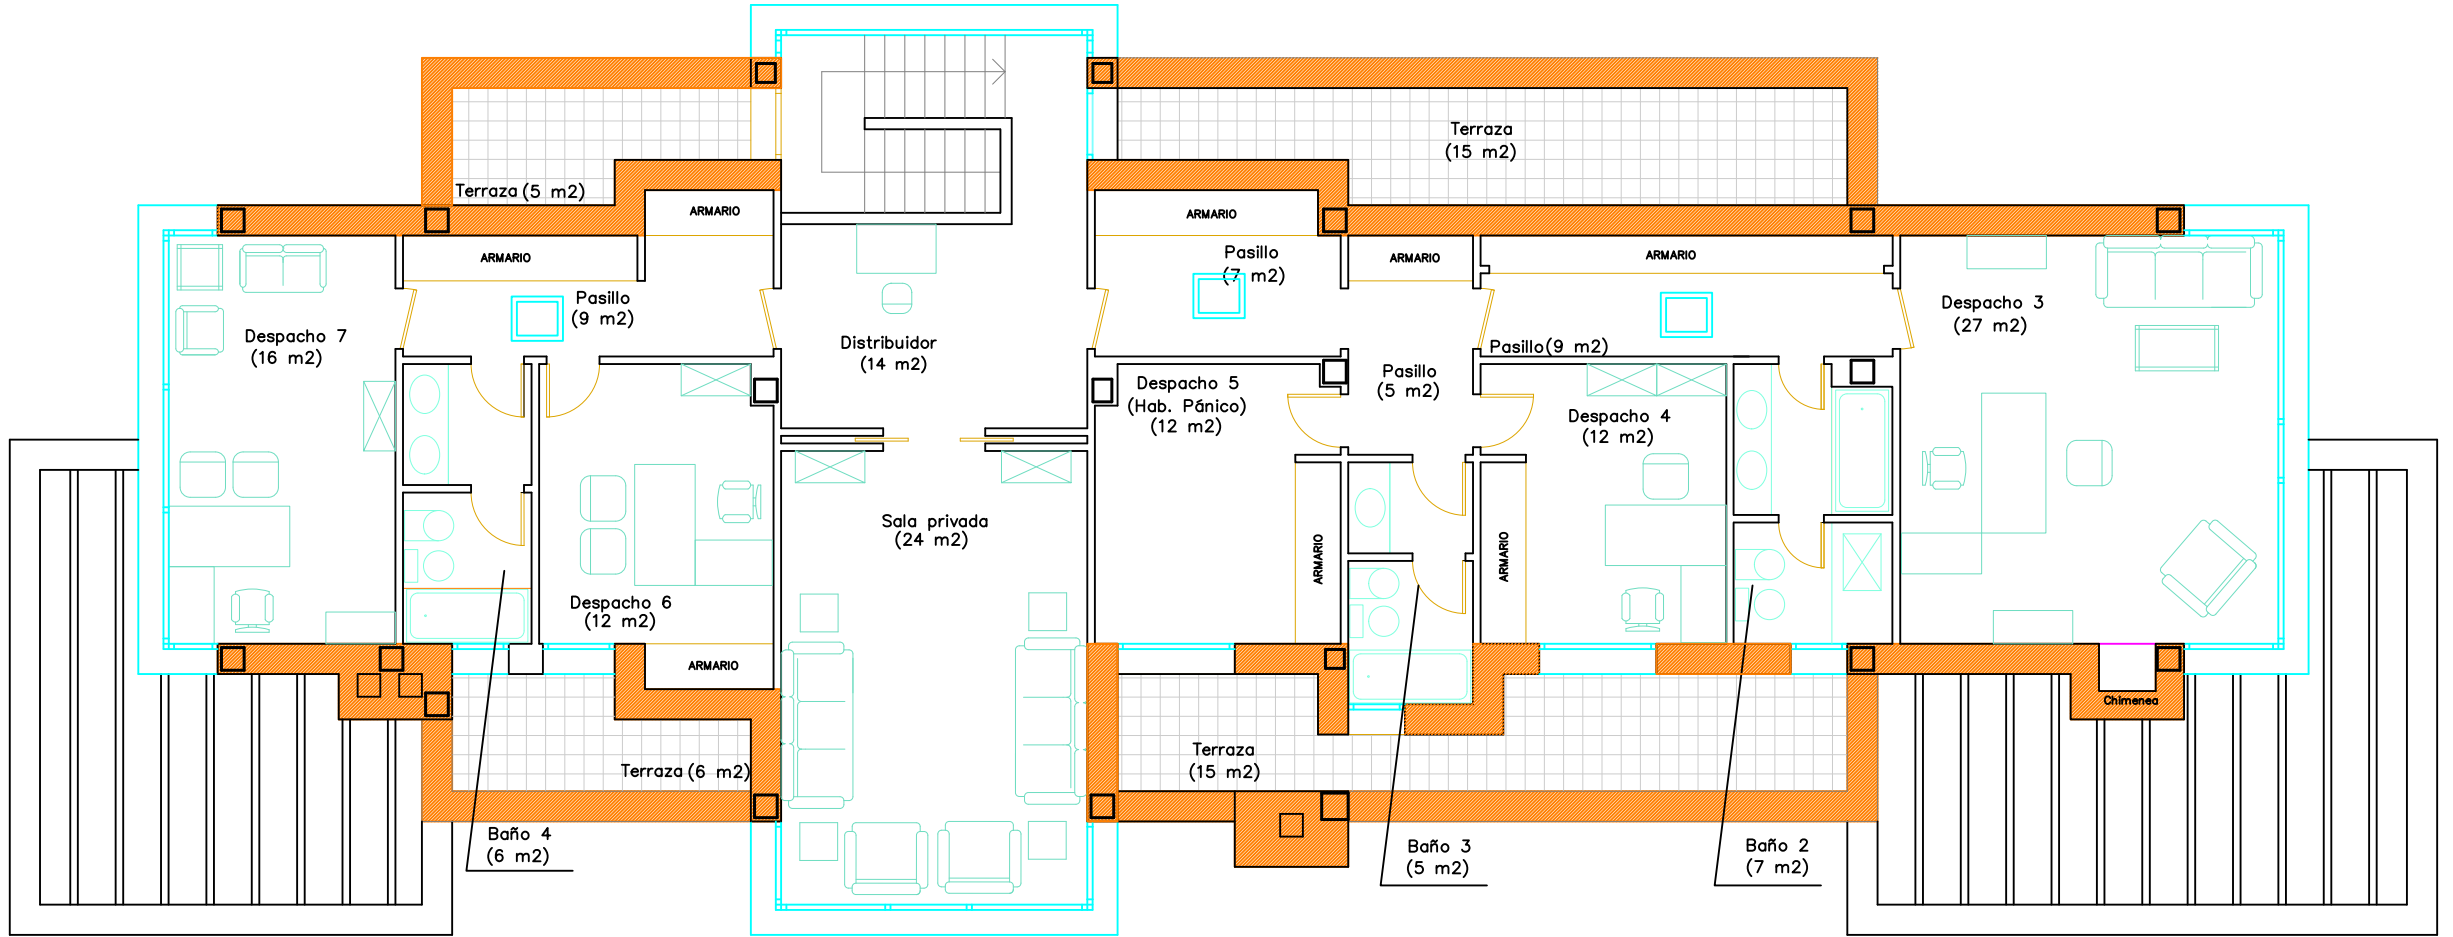 Terraza
(15 m2)
Terraza (5 m2)
ARMARIO
ARMARIO
ARMARIO
Pasillo
(7 m2)
ARMARIO
ARMARIO
Pasillo
(9 m2)
Despacho 3
(27 m2)
Despacho 7
(16 m2)
Distribuidor
(14 m2)
Pasillo (9 m2)
Pasillo
(5 m2)
Despacho 5
(Hab. Pánico)
(12 m2)
Despacho 4
(12 m2)
Sala privada
(24 m2)
ARMARIO
ARMARIO
Despacho 6
(12 m2)
ARMARIO
Chimenea
Terraza
(15 m2)
Terraza (6 m2)
Baño 4
(6 m2)
Baño 3
(5 m2)
Baño 2
(7 m2)